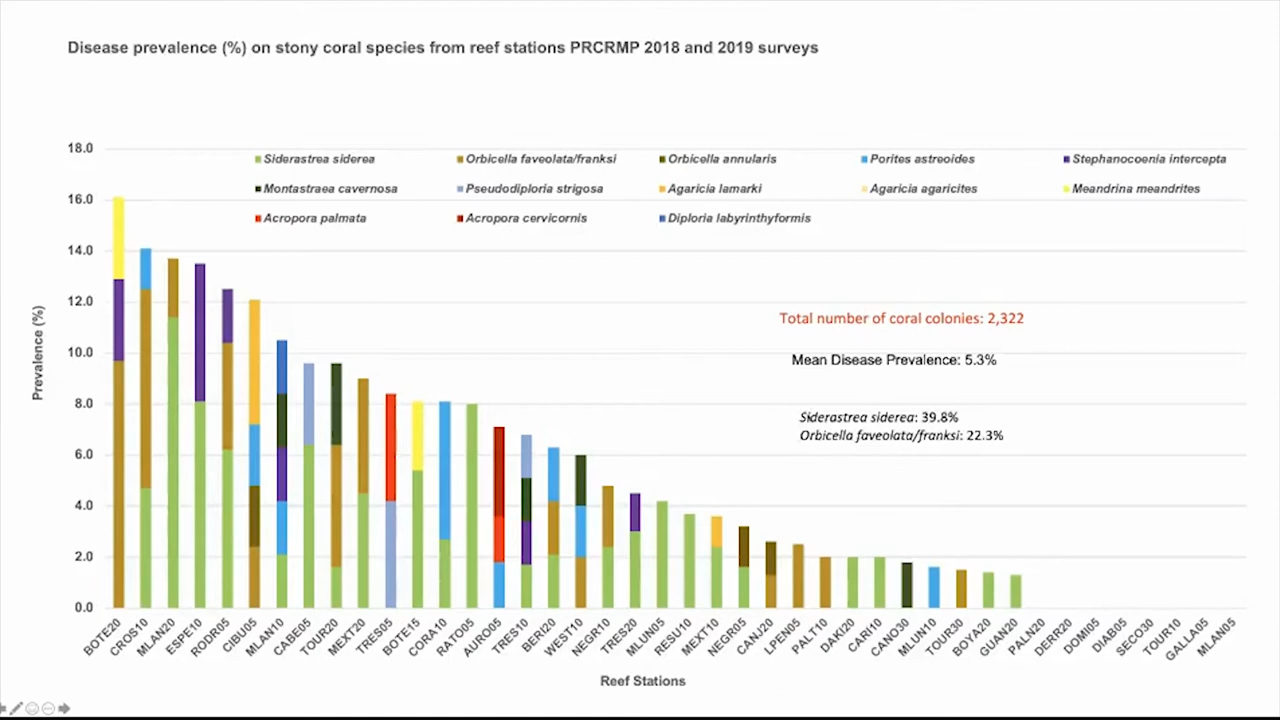 Disease prevalence (%) on stony coral species from reef stations PRCRMP 2018 and 2019 surveys
18.0
Siderastrea siderea Orbicella faveolata/franksi Orbicella annularis Porites astreoides Stephanocoenia intercepta
Montastraea cavernosa Pseudodiploria strigosa Agaricia lamarki Agaricia agaricites Meandrina meandrites
16.0
Acropora palmata Acropora cervicornis Diploria labyrinthyformis
14.0
12.0
Total number of coral colonies: 2,322
10.0
Mean Disease Prevalence: 5.3%
Prevalence (%)
8.0
Siderastrea siderea: 39.8%
Orbicella faveolata/franksi: 22.3%
6.0
4.0
2.0
0.0
BOTE20 CROS10 MLAN20 ESPE10 RODR05 CIBU05 MLAN10 CABE05 TOUR20 MEXT20 TRES05 BOTE15 CORA10 RATO05 AURO05 TRES10 BERI20 WEST10 NEGR10 TRES20 MLUN05 RESU10 MEXT10 NEGR05 CANJ20 LPEN05 PALT10 DAKI20 CARI10 CANO30 MLUN10 TOUR30 BOYA20 GUAN20 PALN20 DERR20 DOMI05 DIAB05 SECO30 TOUR10 GALLA05 MLAN05
Reef Stations